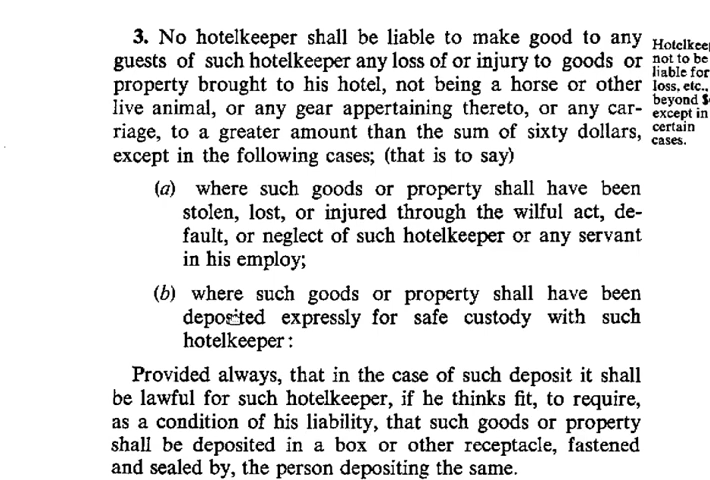 3. No hotelkeeper shall be liable to make good to any
guests of such hotelkeeper any loss of or injury to goods or
property brought to his hotel, not being a horse or other
live animal, or any gear appertaining thereto, or any car-
riage, to a greater amount than the sum of sixty dollars,
except in the following cases; (that is to say)
(a) where such goods or property shall have been
stolen, lost, or injured through the wilful act, de-
fault, or neglect of such hotelkeeper or any servant
in his employ;
(b) where such goods or property shall have been
deposited expressly for safe custody with such
hotelkeeper:
Provided always, that in the case of such deposit it shall
be lawful for such hotelkeeper, if he thinks fit, to require,
as a condition of his liability, that such goods or property
shall be deposited in a box or other receptacle, fastened
and sealed by, the person depositing the same.
not to be
liable for
loss, etc.,
beyond
except in
certain
cases.